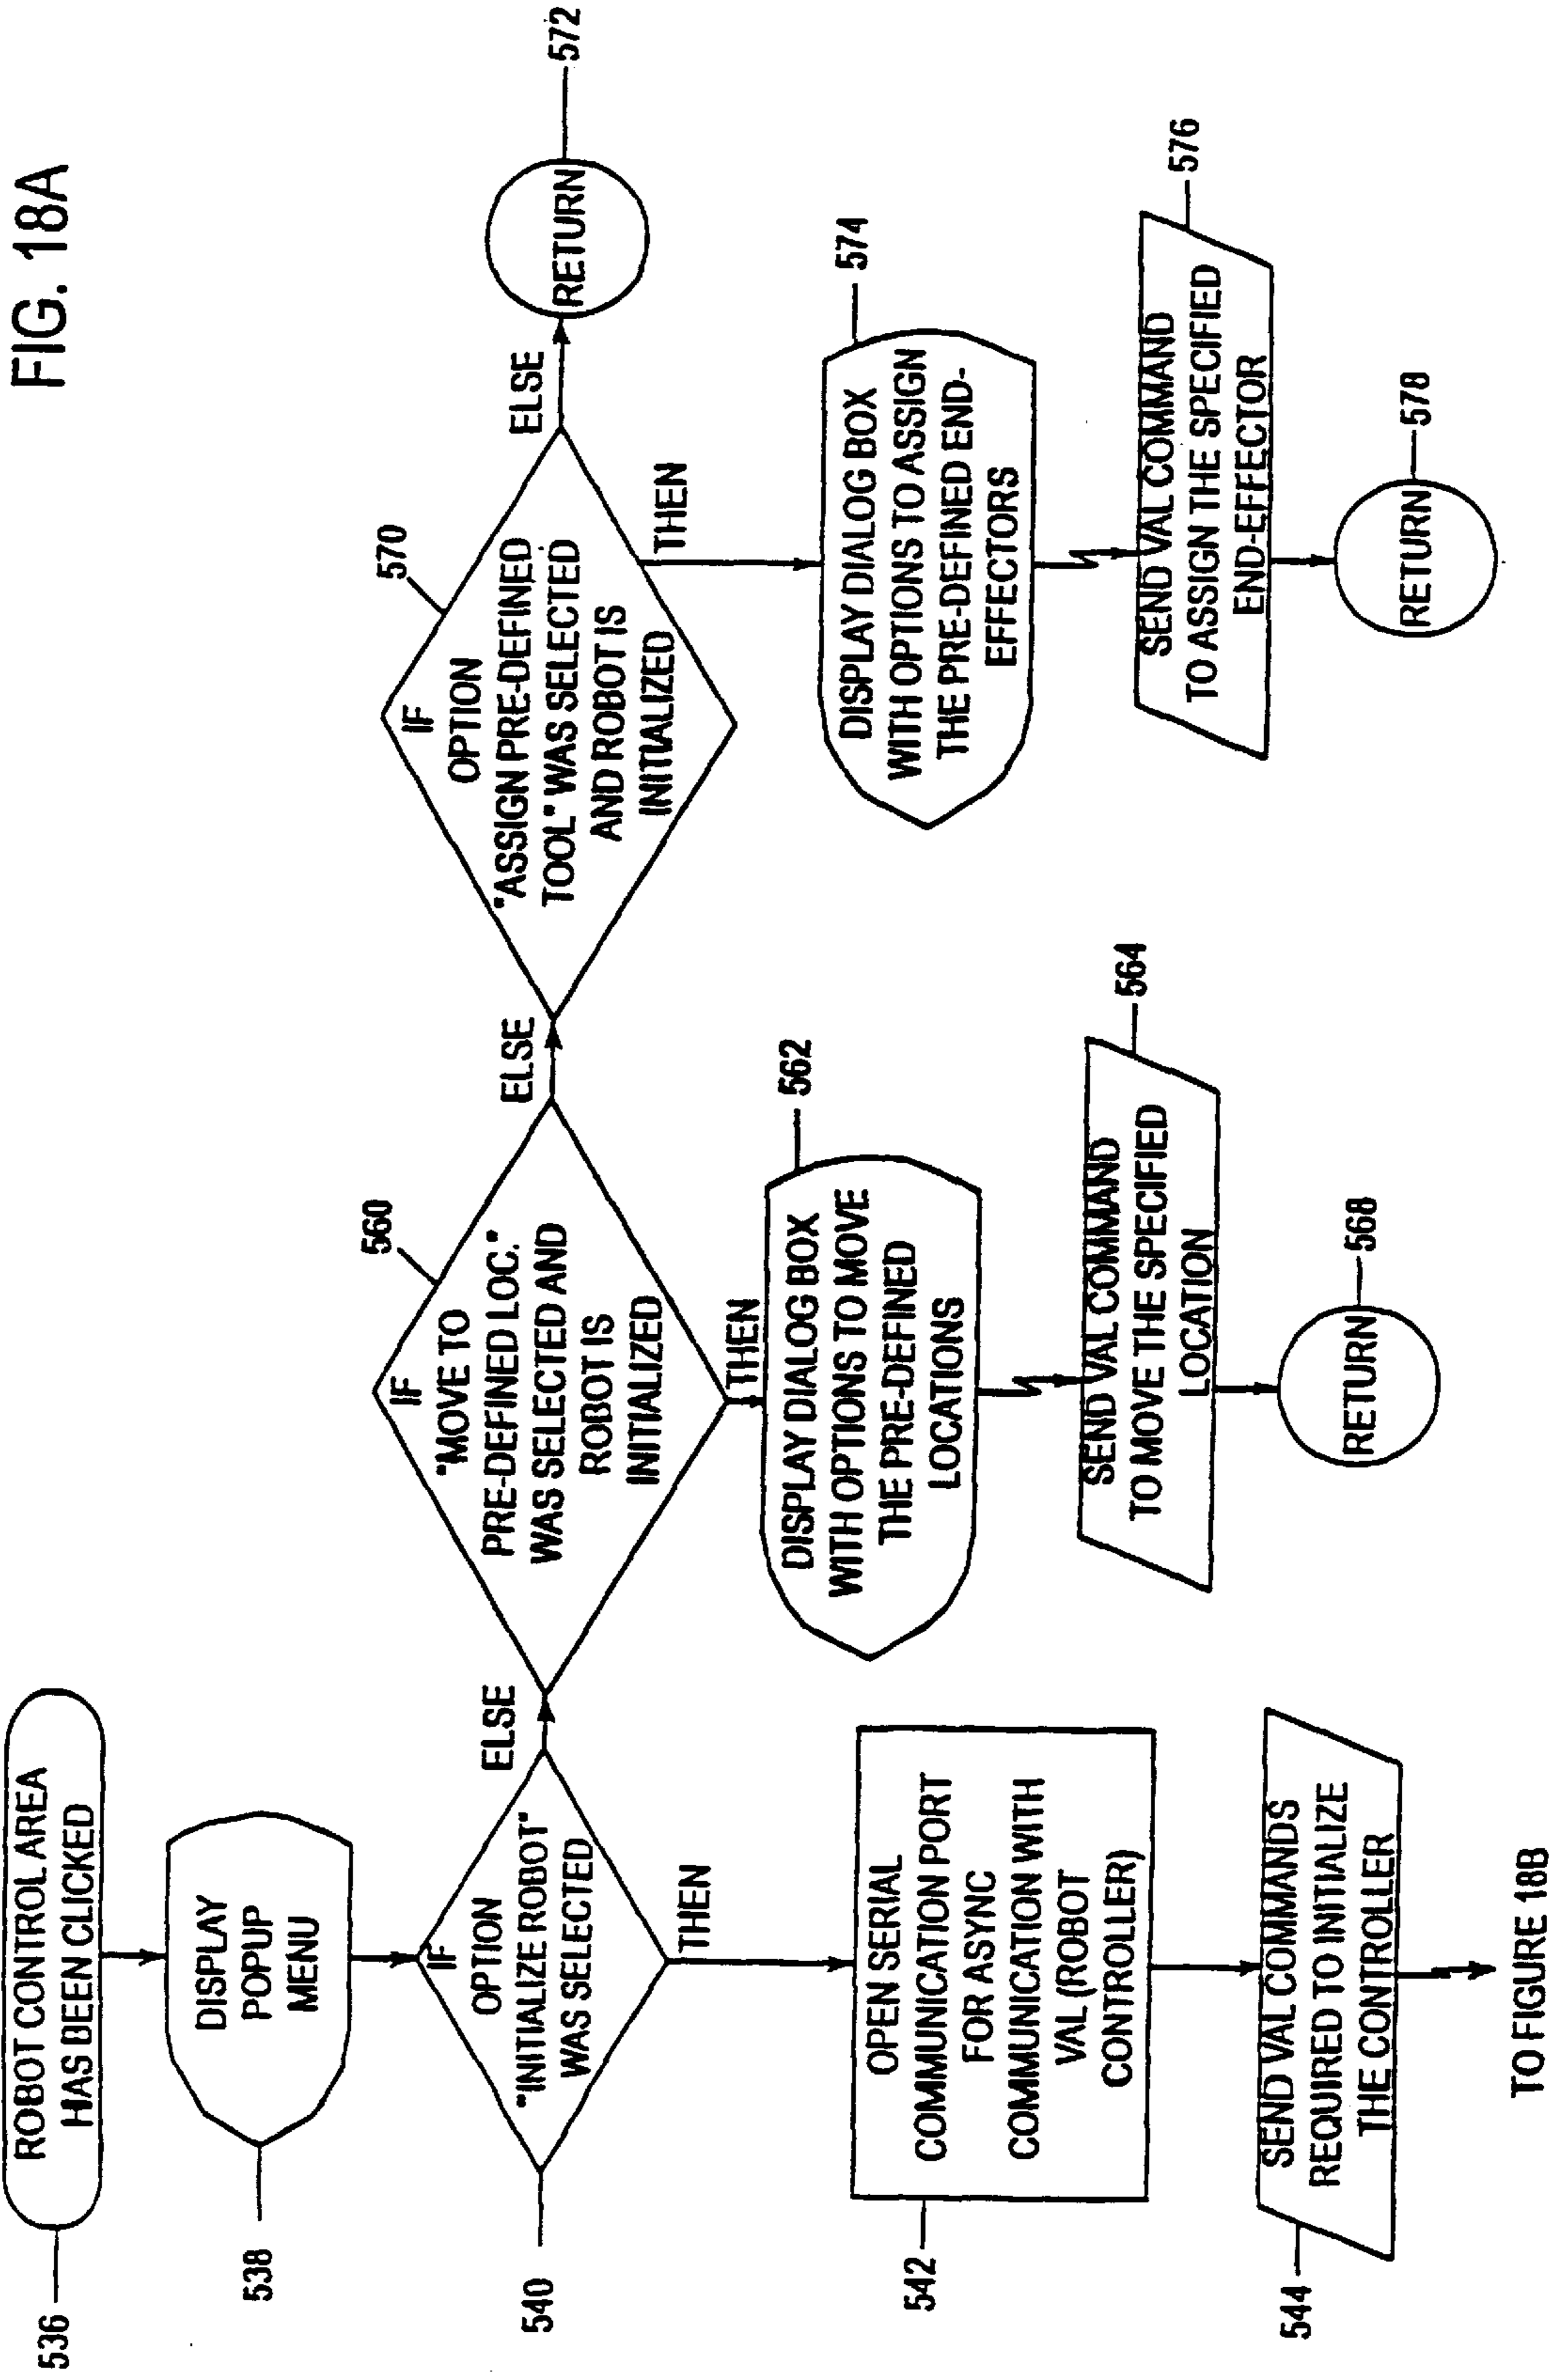 FIG. 18A
536
ROBOT CONTROL AREA
HAS BEEN CLICKED
538
DISPLAY
POPUP
MENU
540
IF
OPTION
"INITIALIZE ROBOT"
WAS SELECTED
ELSE
THEN
542
OPEN SERIAL
COMMUNICATION PORT
FOR ASYNC
COMMUNICATION WITH
VAL (ROBOT
CONTROLLER)
544
SEND VAL COMMANDS
REQUIRED TO INITIALIZE
THE CONTROLLER
TO FIGURE 18B
560
IF
"MOVE TO
PRE-DEFINED LOC."
WAS SELECTED AND
ROBOT IS
INITIALIZED
ELSE
THEN
562
DISPLAY DIALOG BOX
WITH OPTIONS TO MOVE
THE PRE-DEFINED
LOCATIONS
564
SEND VAL COMMAND
TO MOVE THE SPECIFIED
LOCATION
RETURN
568
570
IF
OPTION
"ASSIGN PRE-DEFINED
TOOL" WAS SELECTED
AND ROBOT IS
INITIALIZED
ELSE
RETURN
572
THEN
574
DISPLAY DIALOG BOX
WITH OPTIONS TO ASSIGN
THE PRE-DEFINED END-
EFFECTORS
576
SEND VAL COMMAND
TO ASSIGN THE SPECIFIED
END-EFFECTOR
RETURN
578